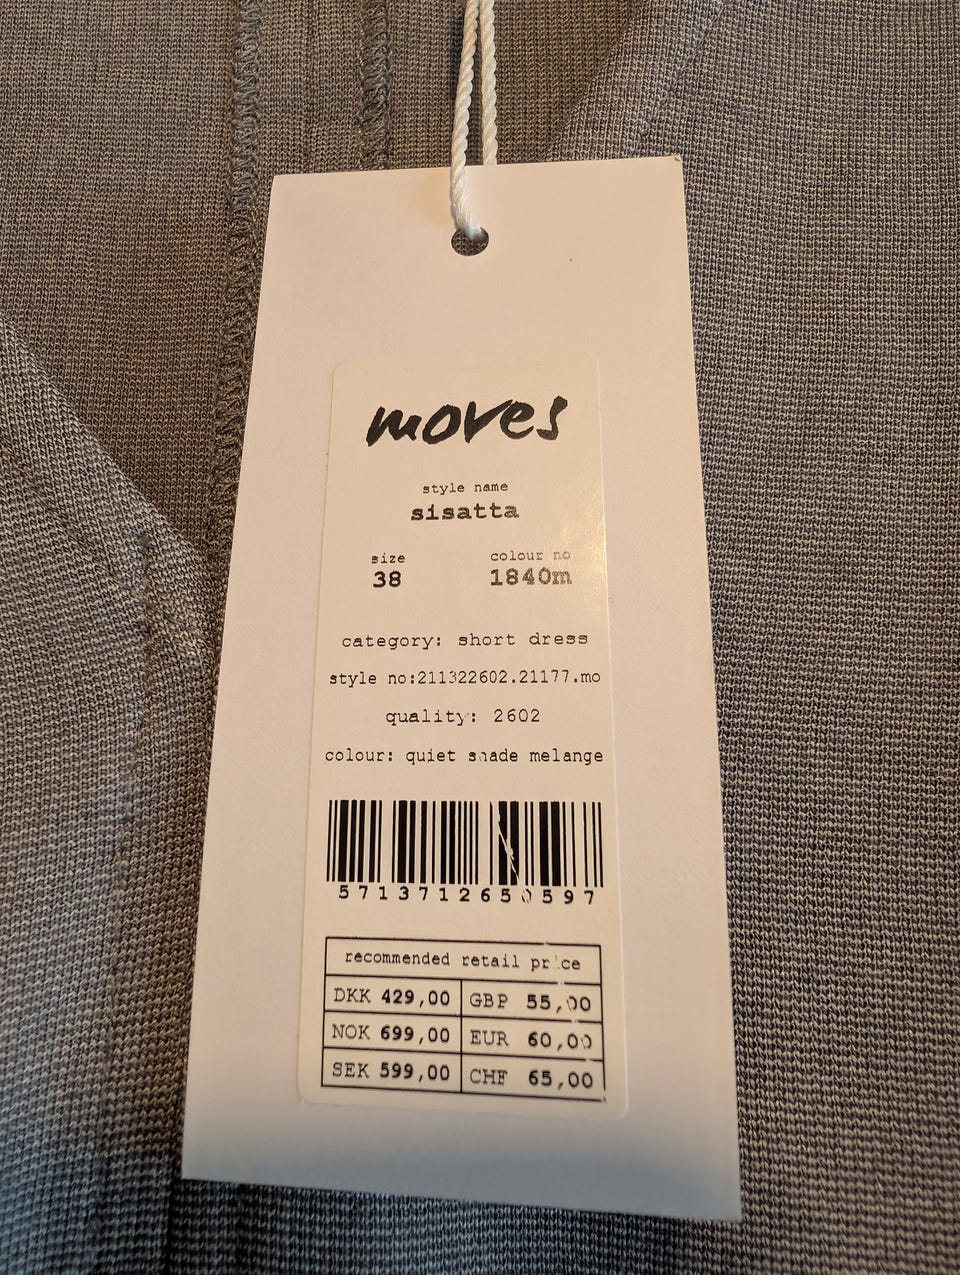 moves
style name
sisatta
size colour no
38 1840m
category: short dress
style no:211322602.21177.mo
quality: 2602
colour: quiet shade melange
5713712650597
recommended retail price
DKK 429,00 GBP 55,00
NOK 699,00 EUR 60,00
SEK 599,00 CHF 65,00